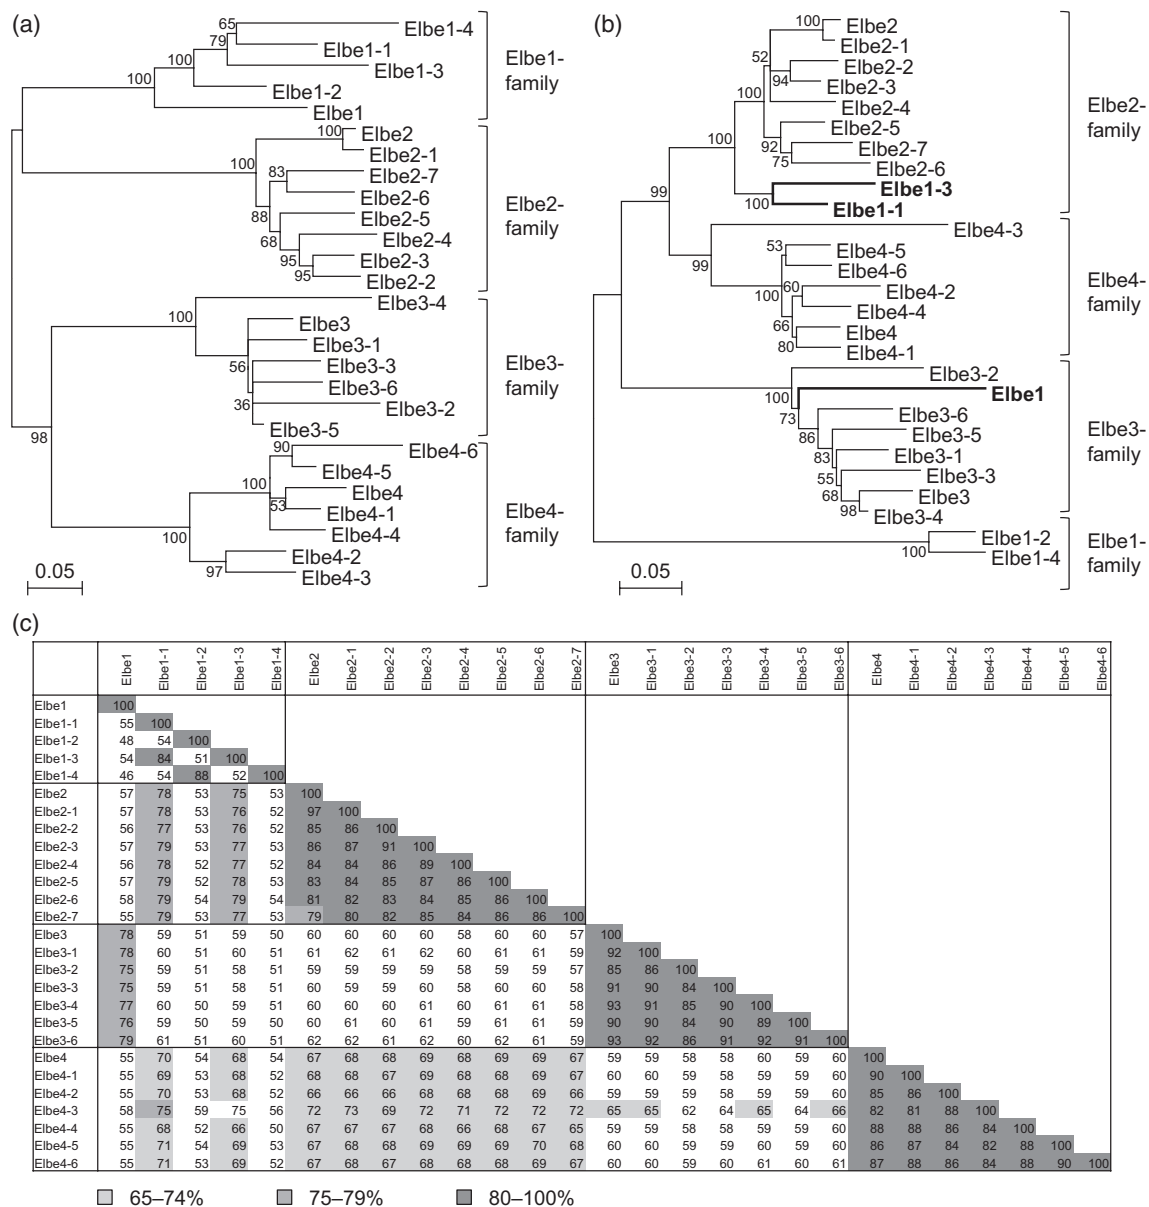 (a)
65
Elbe1-4
79
Elbe1-1
100
Elbe1-3
100
Elbe1-2
Elbe1
Elbe1-
family
100
Elbe2
Elbe2-1
100
83
Elbe2-7
Elbe2-6
88
Elbe2-5
68
Elbe2-4
95
Elbe2-3
95
Elbe2-2
Elbe2-
family
Elbe3-4
100
Elbe3
Elbe3-1
56
Elbe3-3
Elbe3-6
36
Elbe3-2
Elbe3-5
Elbe3-
family
98
90
Elbe4-6
Elbe4-5
100
Elbe4
53
Elbe4-1
Elbe4-4
100
Elbe4-2
97
Elbe4-3
Elbe4-
family
0.05
(b)
100
Elbe2
Elbe2-1
52
Elbe2-2
94
Elbe2-3
100
Elbe2-4
Elbe2-5
92
Elbe2-7
75
Elbe2-6
100
Elbe1-3
100
Elbe1-1
Elbe2-
family
99
Elbe4-3
99
53
Elbe4-5
Elbe4-6
100
60
Elbe4-2
Elbe4-4
66
Elbe4
80
Elbe4-1
Elbe4-
family
Elbe3-2
100
Elbe1
73
Elbe3-6
86
Elbe3-5
83
Elbe3-1
55
Elbe3-3
68
Elbe3
98
Elbe3-4
Elbe3-
family
Elbe1-2
100
Elbe1-4
Elbe1-
family
0.05
(c)
Elbe1 Elbe1-1 Elbe1-2 Elbe1-3 Elbe1-4 Elbe2 Elbe2-1 Elbe2-2 Elbe2-3 Elbe2-4 Elbe2-5 Elbe2-6 Elbe2-7 Elbe3 Elbe3-1 Elbe3-2 Elbe3-3 Elbe3-4 Elbe3-5 Elbe3-6 Elbe4 Elbe4-1 Elbe4-2 Elbe4-3 Elbe4-4 Elbe4-5 Elbe4-6
Elbe1 100
Elbe1-1 55 100
Elbe1-2 48 54 100
Elbe1-3 54 84 51 100
Elbe1-4 46 54 88 52 100
Elbe2 57 78 53 75 53 100
Elbe2-1 57 78 53 76 52 97 100
Elbe2-2 56 77 53 76 52 85 86 100
Elbe2-3 57 79 53 77 53 86 87 91 100
Elbe2-4 56 78 52 77 52 84 84 86 89 100
Elbe2-5 57 79 52 78 53 83 84 85 87 86 100
Elbe2-6 58 79 54 79 54 81 82 83 84 85 86 100
Elbe2-7 55 79 53 77 53 79 80 82 85 84 86 86 100
Elbe3 78 59 51 59 50 60 60 60 60 58 60 60 57 100
Elbe3-1 78 60 51 60 51 61 62 61 62 60 61 61 59 92 100
Elbe3-2 75 59 51 58 51 59 59 59 59 58 59 59 57 85 86 100
Elbe3-3 75 59 51 58 51 60 60 59 60 58 60 60 58 91 90 84 100
Elbe3-4 77 60 50 59 51 60 60 60 61 60 61 61 58 93 91 85 90 100
Elbe3-5 76 59 50 59 50 60 61 60 61 59 61 61 59 90 90 84 90 89 100
Elbe3-6 79 61 51 60 51 62 62 61 62 60 62 61 59 93 92 86 91 92 91 100
Elbe4 55 70 54 68 54 67 68 68 69 68 69 69 67 59 59 58 58 60 59 60 100
Elbe4-1 55 69 53 68 52 68 68 67 68 68 68 69 67 60 60 59 58 59 59 60 90 100
Elbe4-2 55 70 53 68 52 66 66 66 68 67 68 69 66 59 59 59 58 59 59 60 85 86 100
Elbe4-3 58 75 59 75 56 72 73 69 72 71 72 72 72 65 65 62 64 65 64 66 82 81 88 100
Elbe4-4 55 68 52 66 50 67 67 67 68 66 68 67 65 59 59 58 58 59 59 60 88 88 86 84 100
Elbe4-5 55 71 54 69 53 67 68 68 69 69 69 70 68 60 60 59 59 60 59 60 86 87 84 82 88 100
Elbe4-6 55 71 53 69 52 67 68 67 68 68 68 69 67 60 60 59 60 61 60 61 87 88 86 84 88 90 100
65–74% 75–79% 80–100%